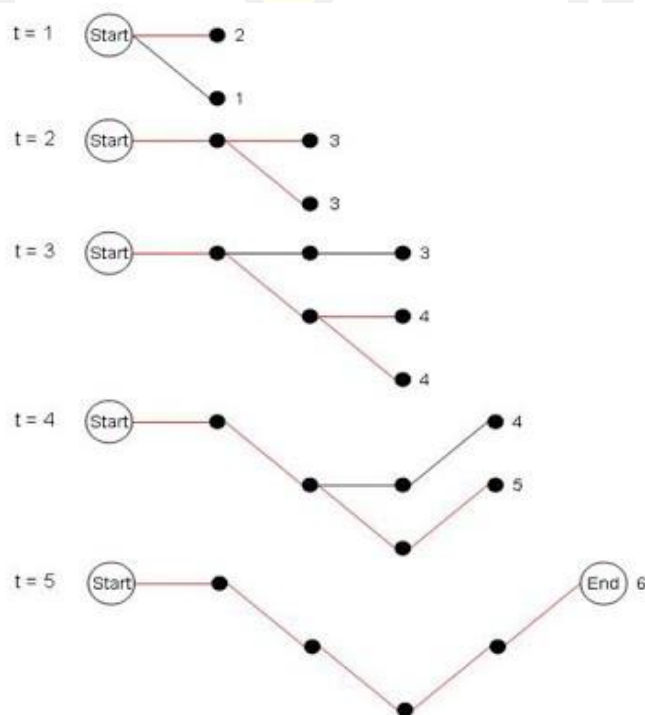 t = 1 Start 2
1
t = 2 Start 3
3
t = 3 Start 3
4
4
t = 4 Start 4
5
t = 5 Start End 6